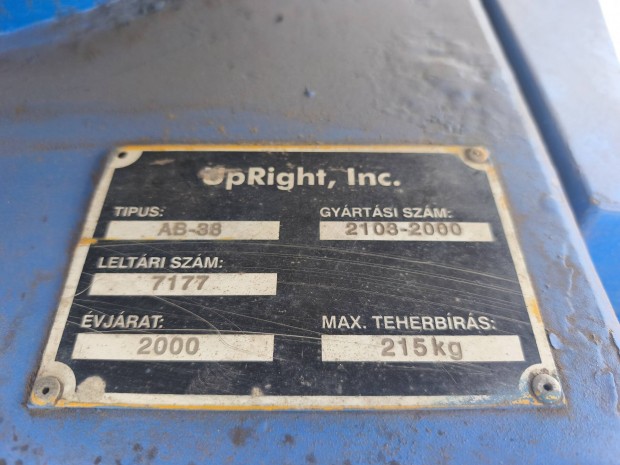 UpRight, Inc.
TIPUS: GYÁRTÁSI SZÁM:
AB-38 2108-2000
LELTÁRI SZÁM:
7177
ÉVJÁRAT: MAX. TEHERBÍRÁS:
2000 215kg